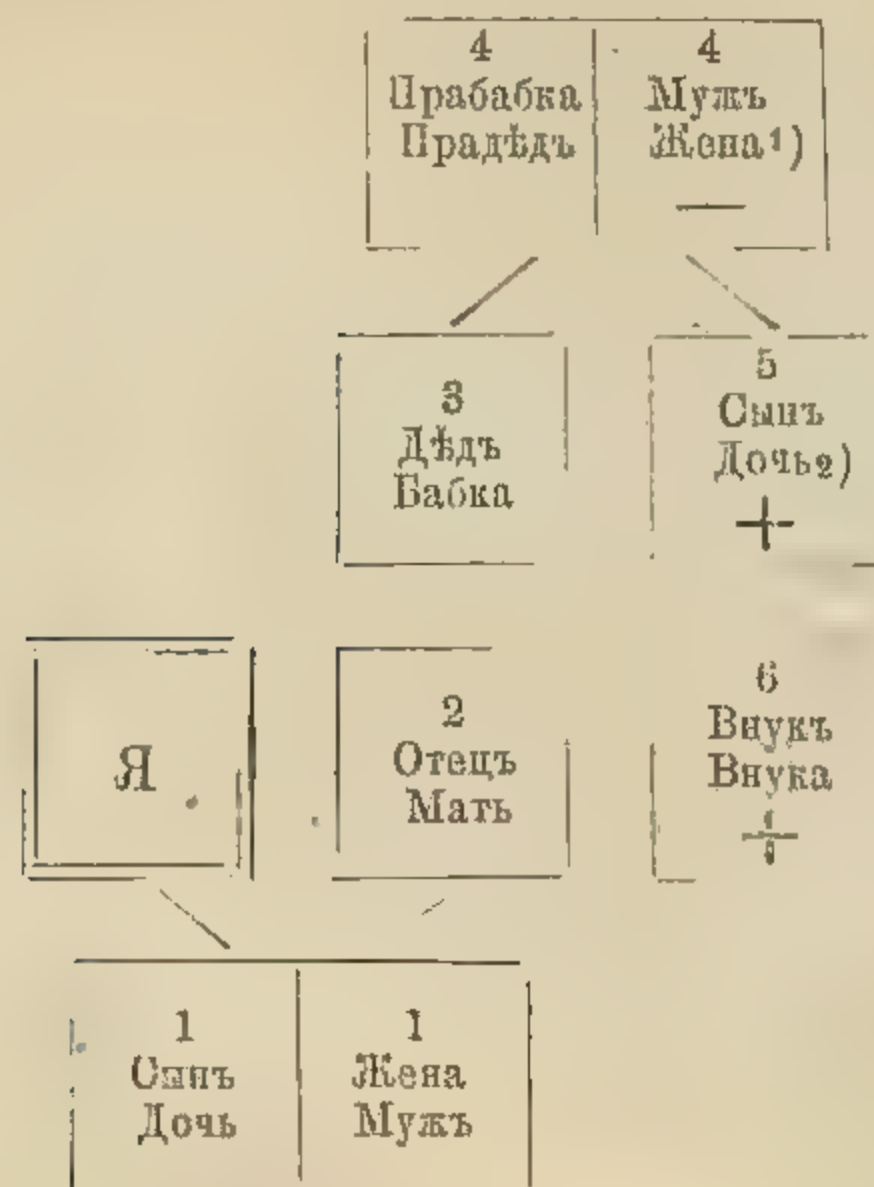 4
Прабабка
Прадѣдъ
4
Мужъ
Жена¹)
3
Дѣдъ
Бабка
5
Сынъ
Дочь2)
Я
2
Отецъ
Мать
6
Внукъ
Внука
1
Сынъ
Дочь
1
Жена
Мужъ